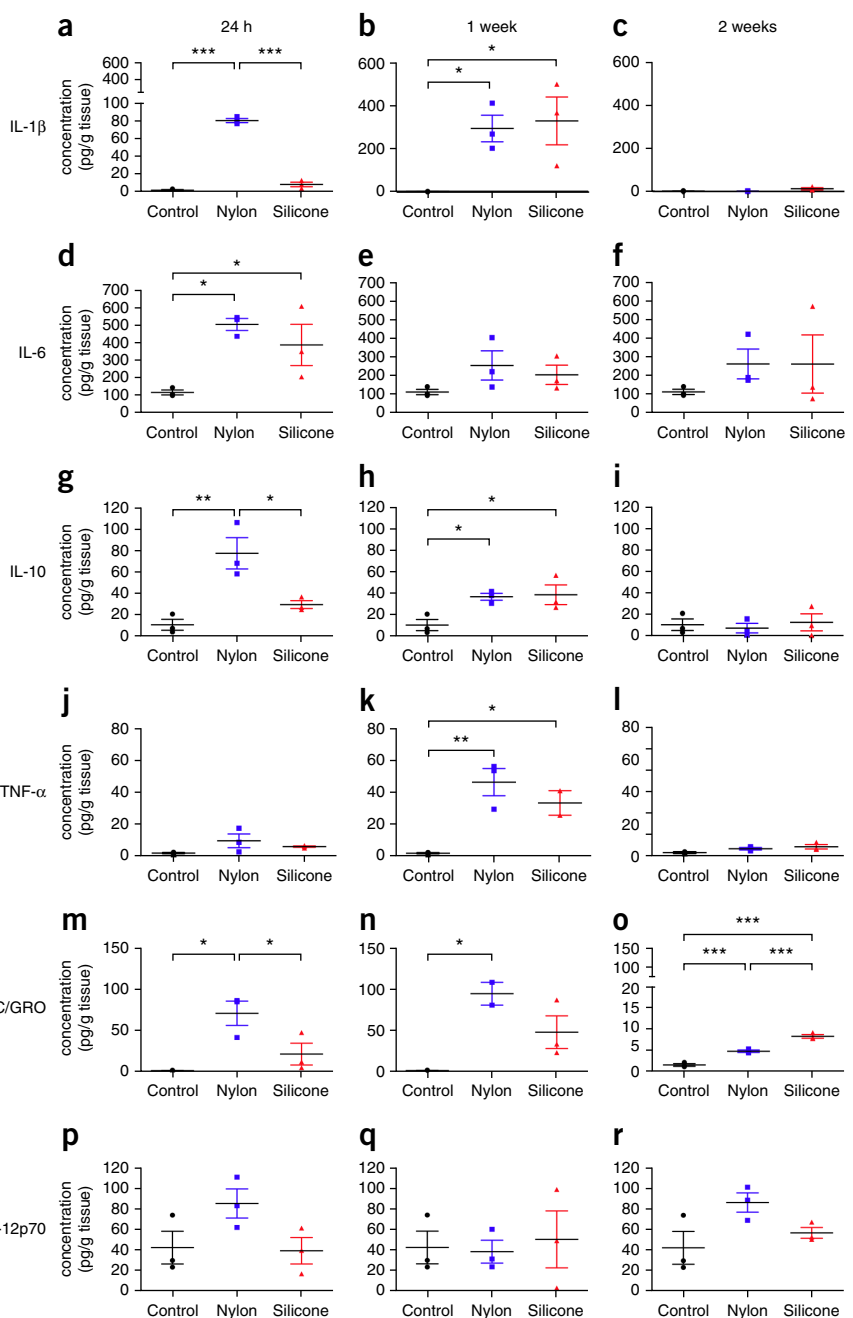 24 h 1 week 2 weeks
a b c
*** *** * * 
IL-1β
concentration
(pg/g tissue)
600 400 200 100 80 60 40 20 0
600 400 200 0
600 400 200 0
Control Nylon Silicone Control Nylon Silicone Control Nylon Silicone
d e f
* *
IL-6
concentration
(pg/g tissue)
700 600 500 400 300 200 100 0
700 600 500 400 300 200 100 0
700 600 500 400 300 200 100 0
Control Nylon Silicone Control Nylon Silicone Control Nylon Silicone
g h i
** * * *
IL-10
concentration
(pg/g tissue)
120 100 80 60 40 20 0
120 100 80 60 40 20 0
120 100 80 60 40 20 0
Control Nylon Silicone Control Nylon Silicone Control Nylon Silicone
j k l
* **
TNF-α
concentration
(pg/g tissue)
80 60 40 20 0
80 60 40 20 0
80 60 40 20 0
Control Nylon Silicone Control Nylon Silicone Control Nylon Silicone
m n o
* * * *** *** ***
C/GRO
concentration
(pg/g tissue)
150 100 50 0
150 100 50 0
150 100 20 15 10 5 0
Control Nylon Silicone Control Nylon Silicone Control Nylon Silicone
p q r
-12p70
concentration
(pg/g tissue)
120 100 80 60 40 20 0
120 100 80 60 40 20 0
120 100 80 60 40 20 0
Control Nylon Silicone Control Nylon Silicone Control Nylon Silicone